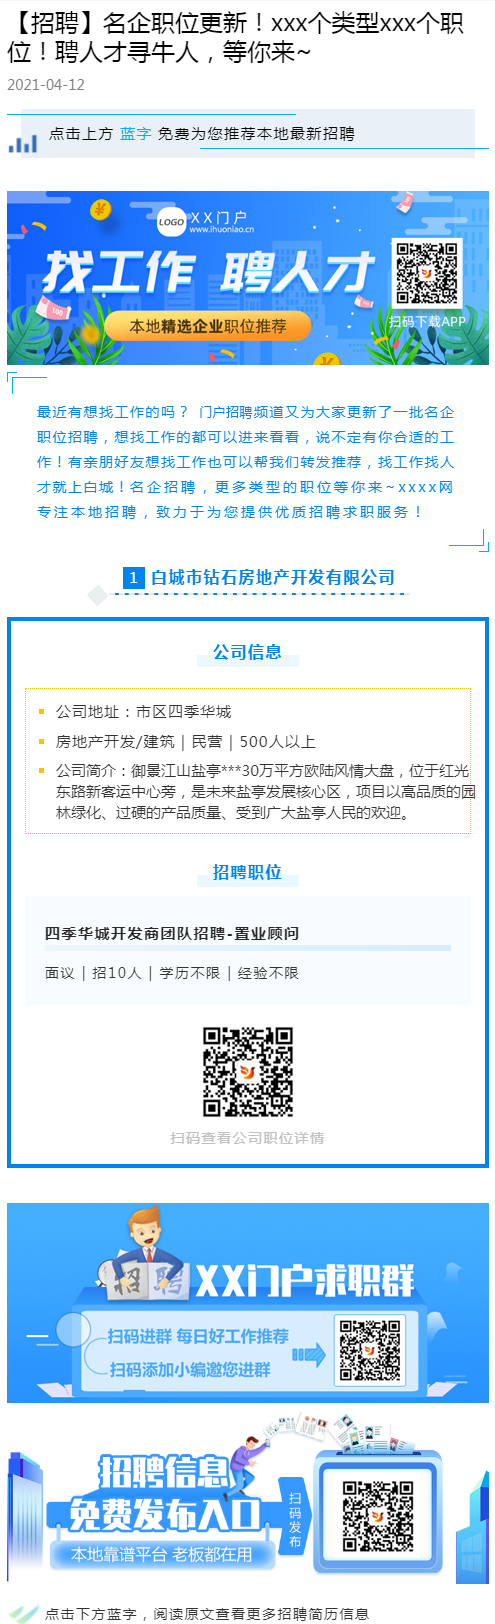 【招聘】名企职位更新！xxx个类型xxx个职
位！聘人才寻牛人，等你来~
2021-04-12
点击上方 蓝字 免费为您推荐本地最新招聘
LOGO XX门户
www.ihuoniao.cn
找工作 聘人才
本地精选企业职位推荐
100
扫码下载APP
最近有想找工作的吗？ 门户招聘频道又为大家更新了一批名企
职位招聘，想找工作的都可以进来看看，说不定有你合适的工
作！有亲朋好友想找工作也可以帮我们转发推荐，找工作找人
才就上白城！名企招聘，更多类型的职位等你来~xxxx网
专注本地招聘，致力于为您提供优质招聘求职服务！
1 白城市钻石房地产开发有限公司
公司信息
公司地址：市区四季华城
房地产开发/建筑｜民营｜500人以上
公司简介：御景江山盐亭***30万平方欧陆风情大盘，位于红光
东路新客运中心旁，是未来盐亭发展核心区，项目以高品质的园
林绿化、过硬的产品质量、受到广大盐亭人民的欢迎。
招聘职位
四季华城开发商团队招聘-置业顾问
面议｜招10人｜学历不限｜经验不限
扫码查看公司职位详情
招聘 XX门户求职群
扫码进群 每日好工作推荐
扫码添加小编邀您进群
招聘信息
免费发布入口
扫码发布
本地靠谱平台 老板都在用
点击下方蓝字，阅读原文查看更多招聘简历信息